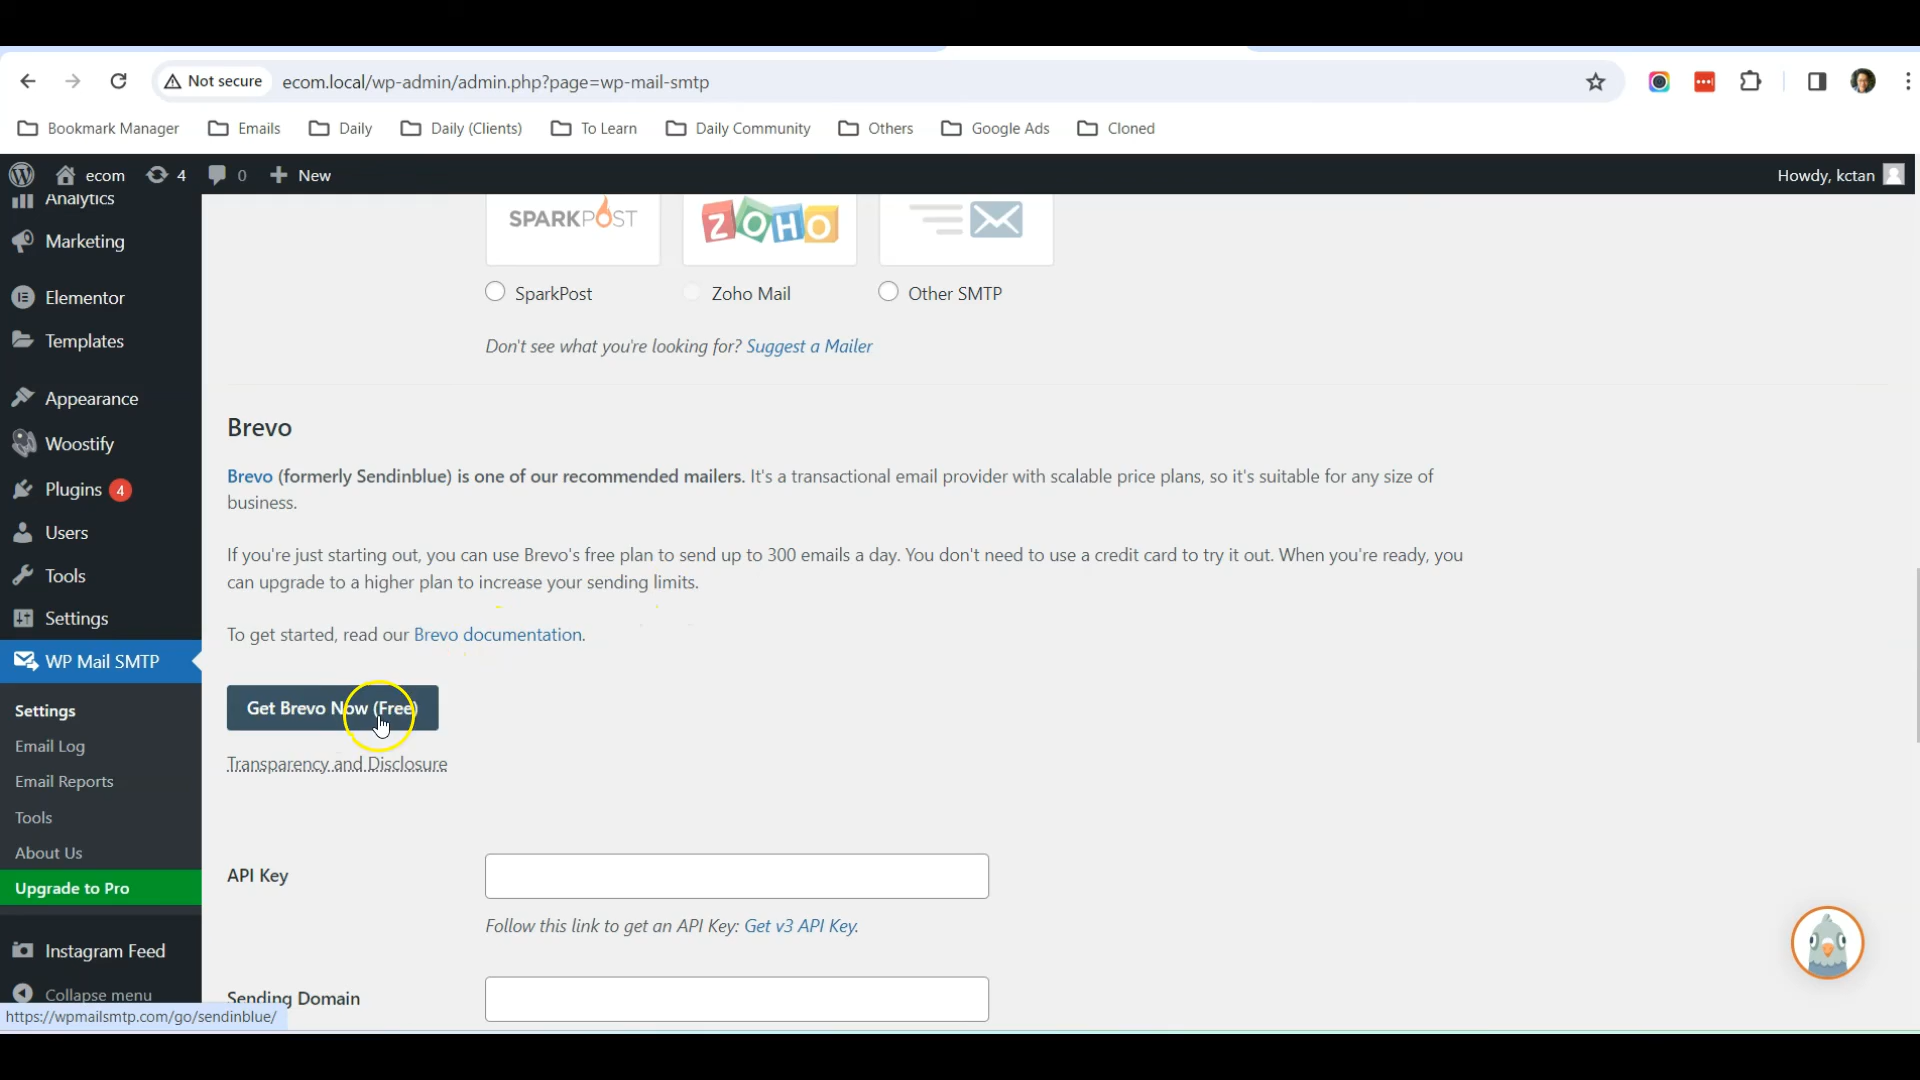 Not secure
ecom.local/wp-admin/admin.php?page=wp-mail-smtp
Bookmark Manager
Emails
Daily
Daily (Clients)
To Learn
Daily Community
Others
Google Ads
Cloned
ecom
4
0
New
Howdy, kctan
Analytics
Marketing
Elementor
Templates
Appearance
Woostify
Plugins 4
Users
Tools
Settings
WP Mail SMTP
Settings
Email Log
Email Reports
Tools
About Us
Upgrade to Pro
Instagram Feed
Collapse menu
https://wpmailsmtp.com/go/sendinblue/
SPARKPOST
ZOHO
SparkPost
Zoho Mail
Other SMTP
Don't see what you're looking for? Suggest a Mailer
Brevo
Brevo (formerly Sendinblue) is one of our recommended mailers. It's a transactional email provider with scalable price plans, so it's suitable for any size of
business.
If you're just starting out, you can use Brevo's free plan to send up to 300 emails a day. You don't need to use a credit card to try it out. When you're ready, you
can upgrade to a higher plan to increase your sending limits.
To get started, read our Brevo documentation.
Get Brevo Now (Free)
Transparency and Disclosure
API Key
Follow this link to get an API Key: Get v3 API Key.
Sending Domain